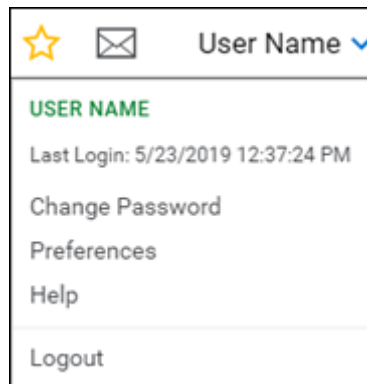 User Name
USER NAME
Last Login: 5/23/2019 12:37:24 PM
Change Password
Preferences
Help
Logout